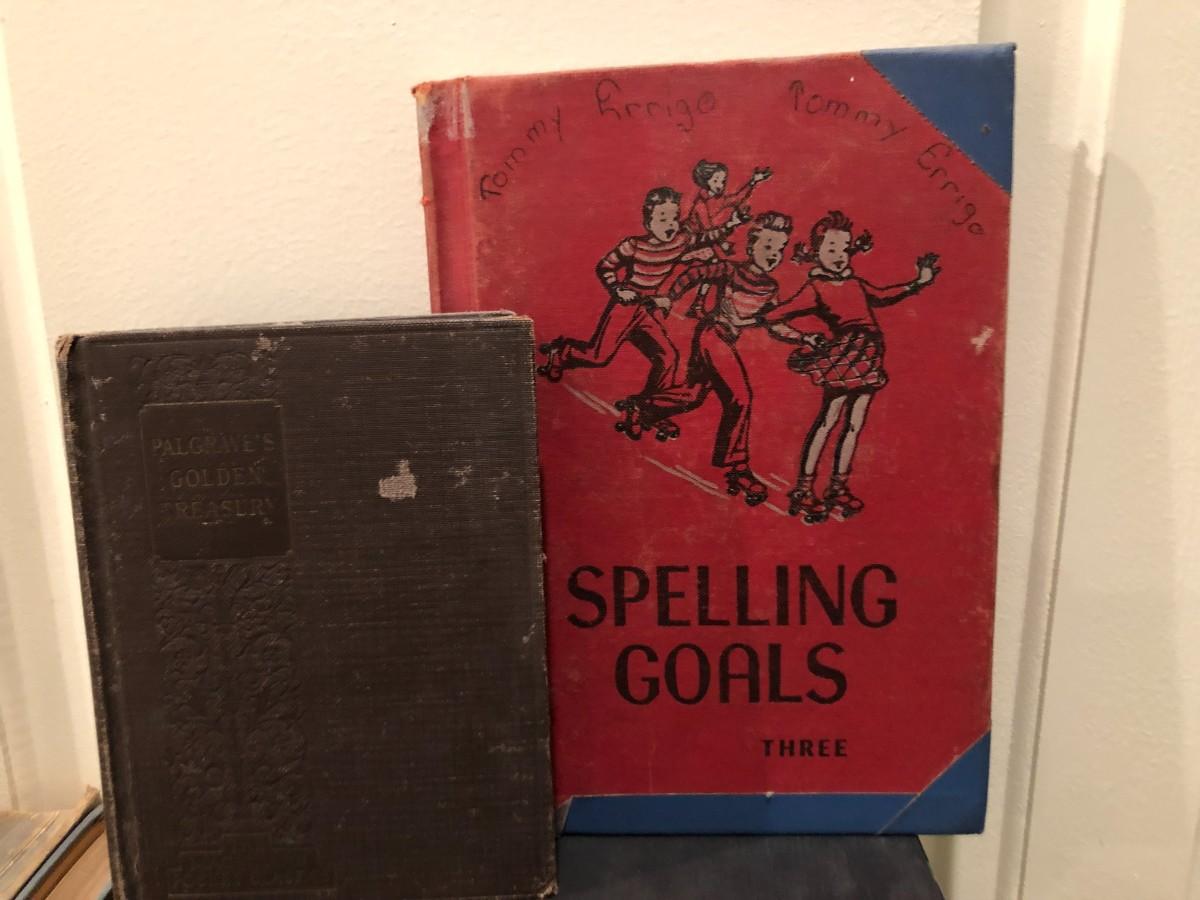 Tommy Errigo Tommy Errigo
PALGRAVE'S
GOLDEN
TREASURY
SPELLING
GOALS
THREE